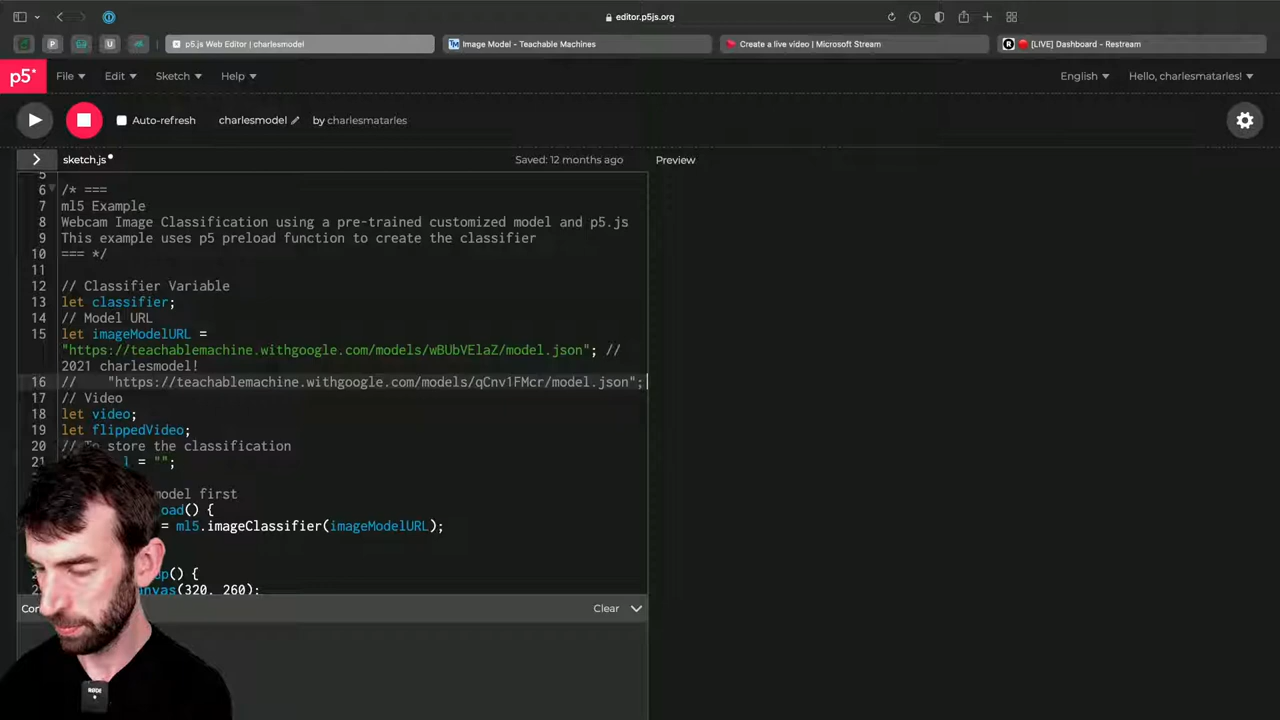 editor.p5js.org
p5.js Web Editor | charlesmodel
Image Model - Teachable Machines
Create a live video | Microsoft Stream
[LIVE] Dashboard - Restream
p5* File Edit Sketch Help English Hello, charlesmatarles!
Auto-refresh charlesmodel by charlesmatarles
sketch.js Saved: 12 months ago Preview
5
6 /* ===
7 ml5 Example
8 Webcam Image Classification using a pre-trained customized model and p5.js
9 This example uses p5 preload function to create the classifier
10 === */
11
12 // Classifier Variable
13 let classifier;
14 // Model URL
15 let imageModelURL =
"https://teachablemachine.withgoogle.com/models/wBUbVElaZ/model.json"; //
2021 charlesmodel!
16 // "https://teachablemachine.withgoogle.com/models/qCnv1FMcr/model.json";
17 // Video
18 let video;
19 let flippedVideo;
20 // To store the classification
21 = "";
model first
() {
= ml5.imageClassifier(imageModelURL);
() {
(320, 260);
Clear